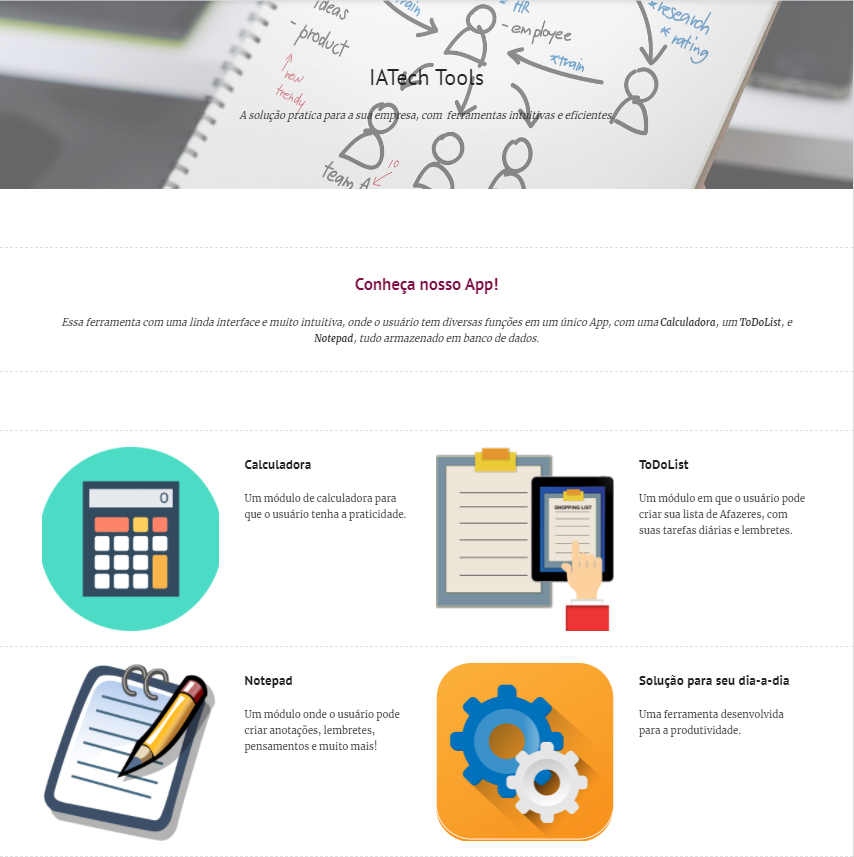 ideas
- product
new
trendy
train
* HR
- employee
* train
* research
* rating
IATech Tools
A solução pratica para a sua empresa, com ferramentas intuitivas e eficientes.
team A
10
Conheça nosso App!
Essa ferramenta com uma linda interface e muito intuitiva, onde o usuário tem diversas funções em um único App, com uma Calculadora, um ToDoList, e
Notepad, tudo armazenado em banco de dados.
0
Calculadora
Um módulo de calculadora para
que o usuário tenha a praticidade.
SHOPPING LIST
ToDoList
Um módulo em que o usuário pode
criar sua lista de Afazeres, com
suas tarefas diárias e lembretes.
Notepad
Um módulo onde o usuário pode
criar anotações, lembretes,
pensamentos e muito mais!
Solução para seu dia-a-dia
Uma ferramenta desenvolvida
para a produtividade.